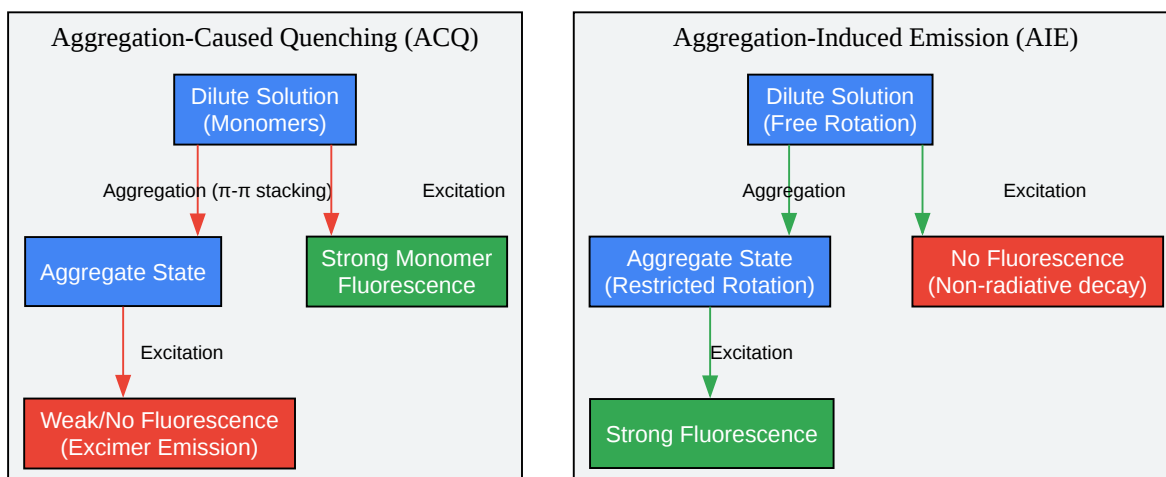 Aggregation-Caused Quenching (ACQ)
Dilute Solution
(Monomers)
Aggregation (π-π stacking)
Excitation
Aggregate State
Strong Monomer
Fluorescence
Excitation
Weak/No Fluorescence
(Excimer Emission)
Aggregation-Induced Emission (AIE)
Dilute Solution
(Free Rotation)
Aggregation
Excitation
Aggregate State
(Restricted Rotation)
No Fluorescence
(Non-radiative decay)
Excitation
Strong Fluorescence